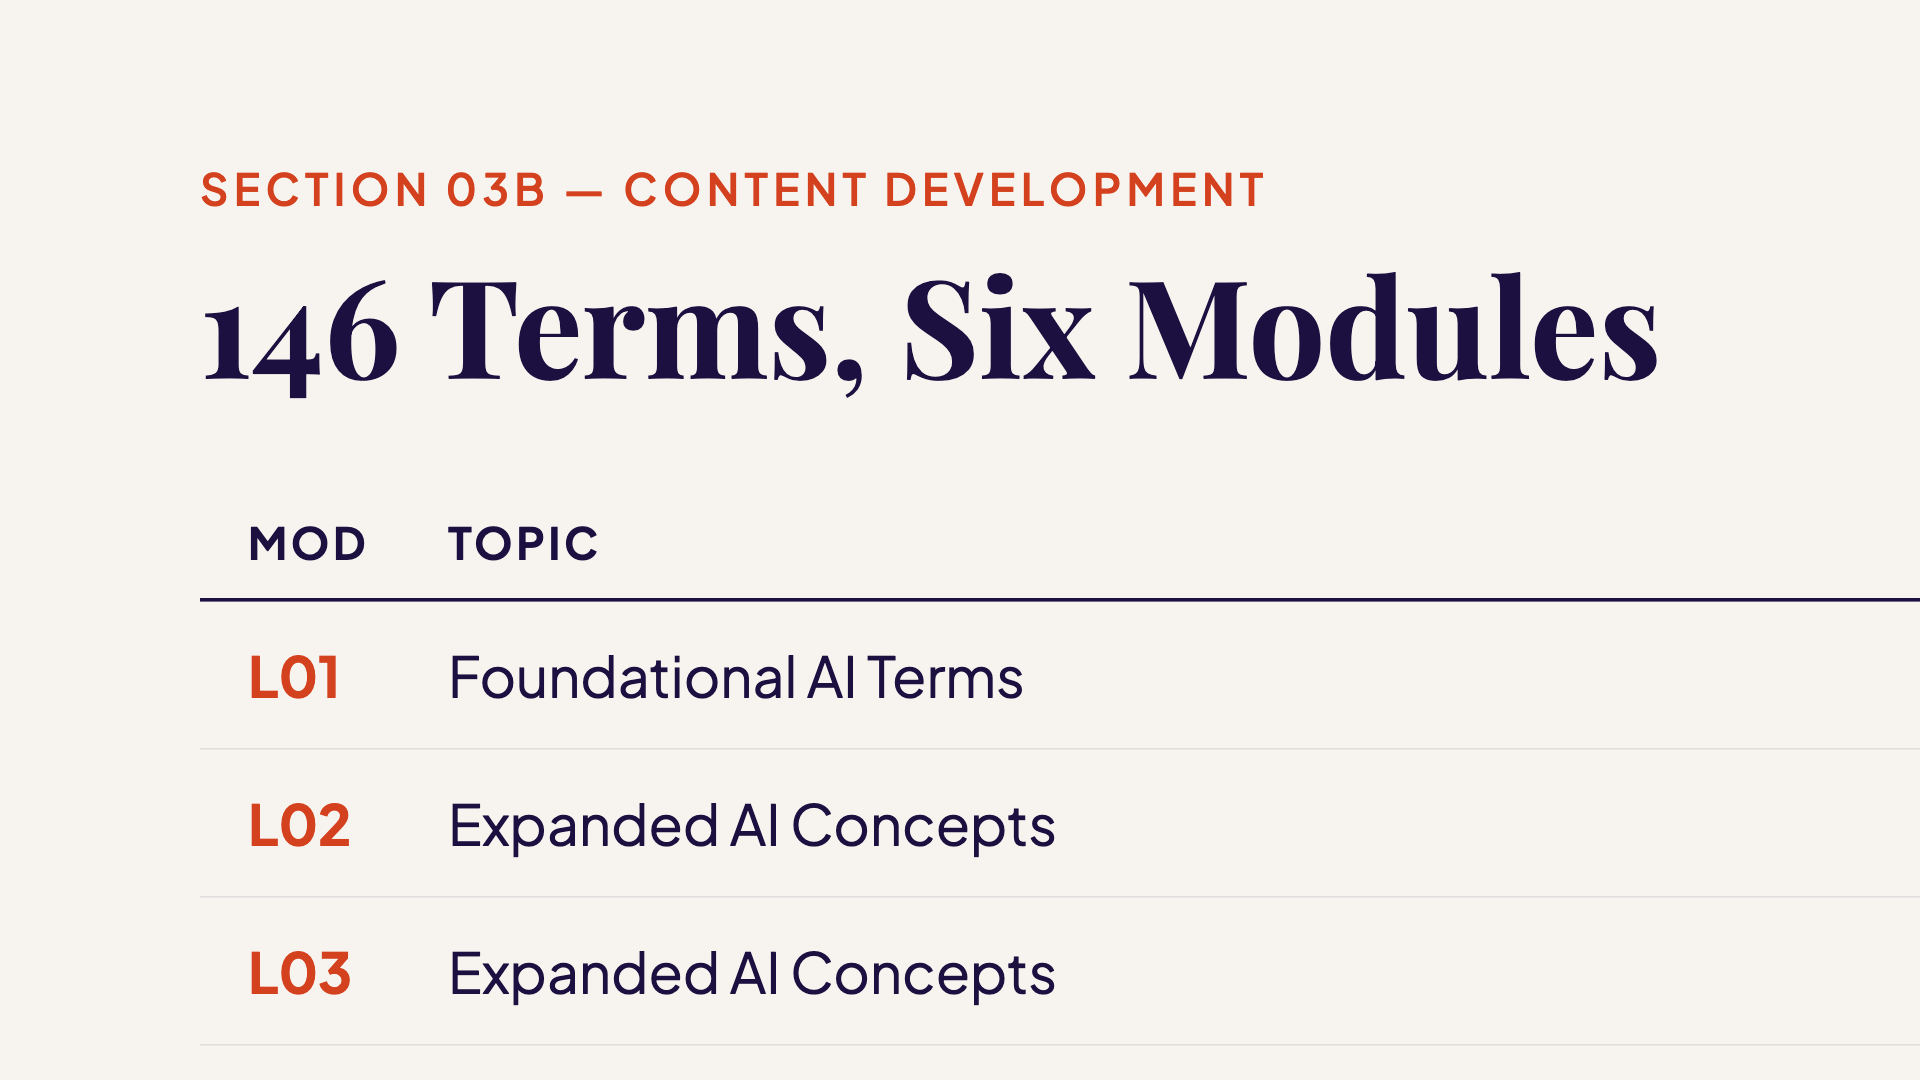 SECTION 03B — CONTENT DEVELOPMENT
146 Terms, Six Modules
MOD TOPIC
L01 Foundational AI Terms
L02 Expanded AI Concepts
L03 Expanded AI Concepts